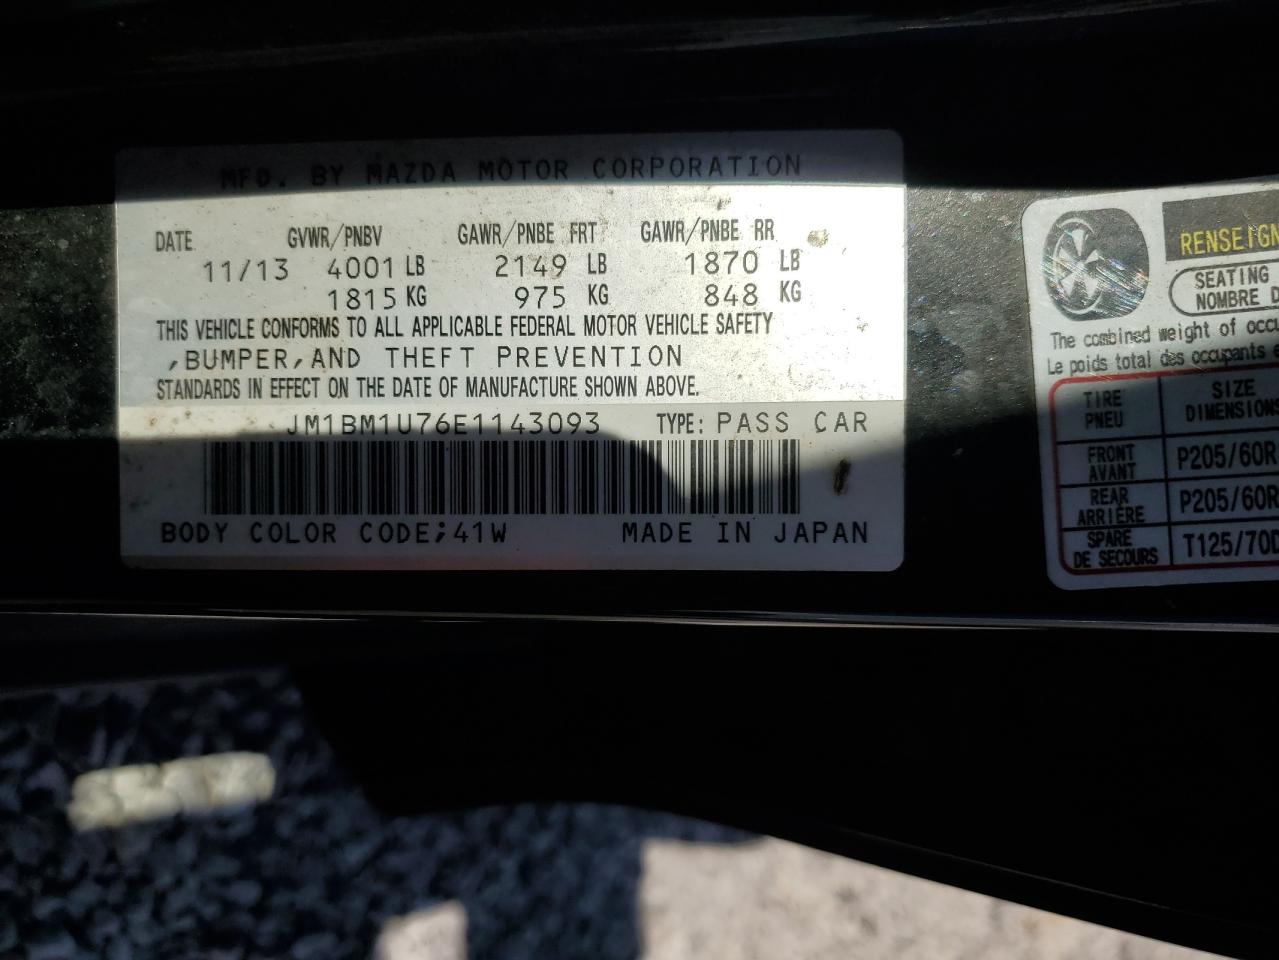 MFD. BY MAZDA MOTOR CORPORATION
DATE GVWR/PNBV GAWR/PNBE FRT GAWR/PNBE RR
11/13 4001 LB 2149 LB 1870 LB
1815 KG 975 KG 848 KG
THIS VEHICLE CONFORMS TO ALL APPLICABLE FEDERAL MOTOR VEHICLE SAFETY
,BUMPER,AND THEFT PREVENTION
STANDARDS IN EFFECT ON THE DATE OF MANUFACTURE SHOWN ABOVE.
JM1BM1U76E1143093 TYPE: PASS CAR
BODY COLOR CODE;41W MADE IN JAPAN
RENSEIGN
SEATING
NOMBRE D
The combined weight of occu
Le poids total des occupants e
TIRE SIZE
PNEU DIMENSIONS
FRONT P205/60R
AVANT
REAR P205/60R
ARRIÈRE
SPARE T125/70D
DE SECOURS